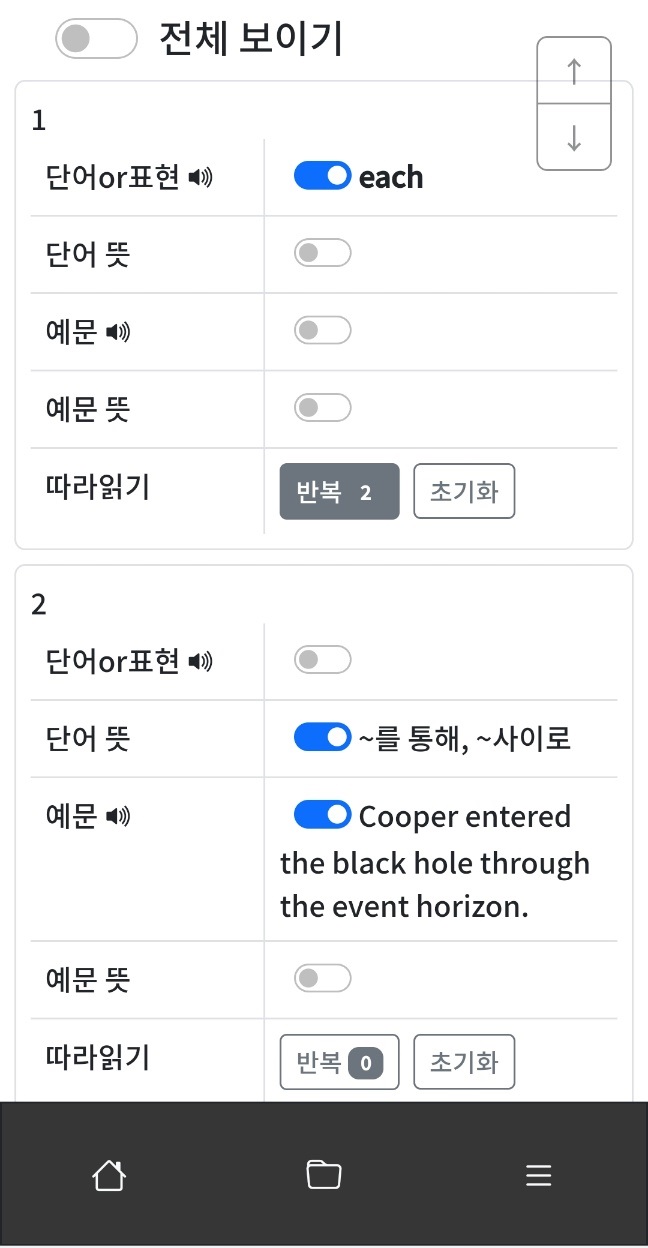 전체 보이기
↑
↓
1
단어or표현 each
단어 뜻
예문
예문 뜻
따라읽기 반복 2 초기화
2
단어or표현
단어 뜻 ~를 통해, ~사이로
예문 Cooper entered
the black hole through
the event horizon.
예문 뜻
따라읽기 반복 0 초기화